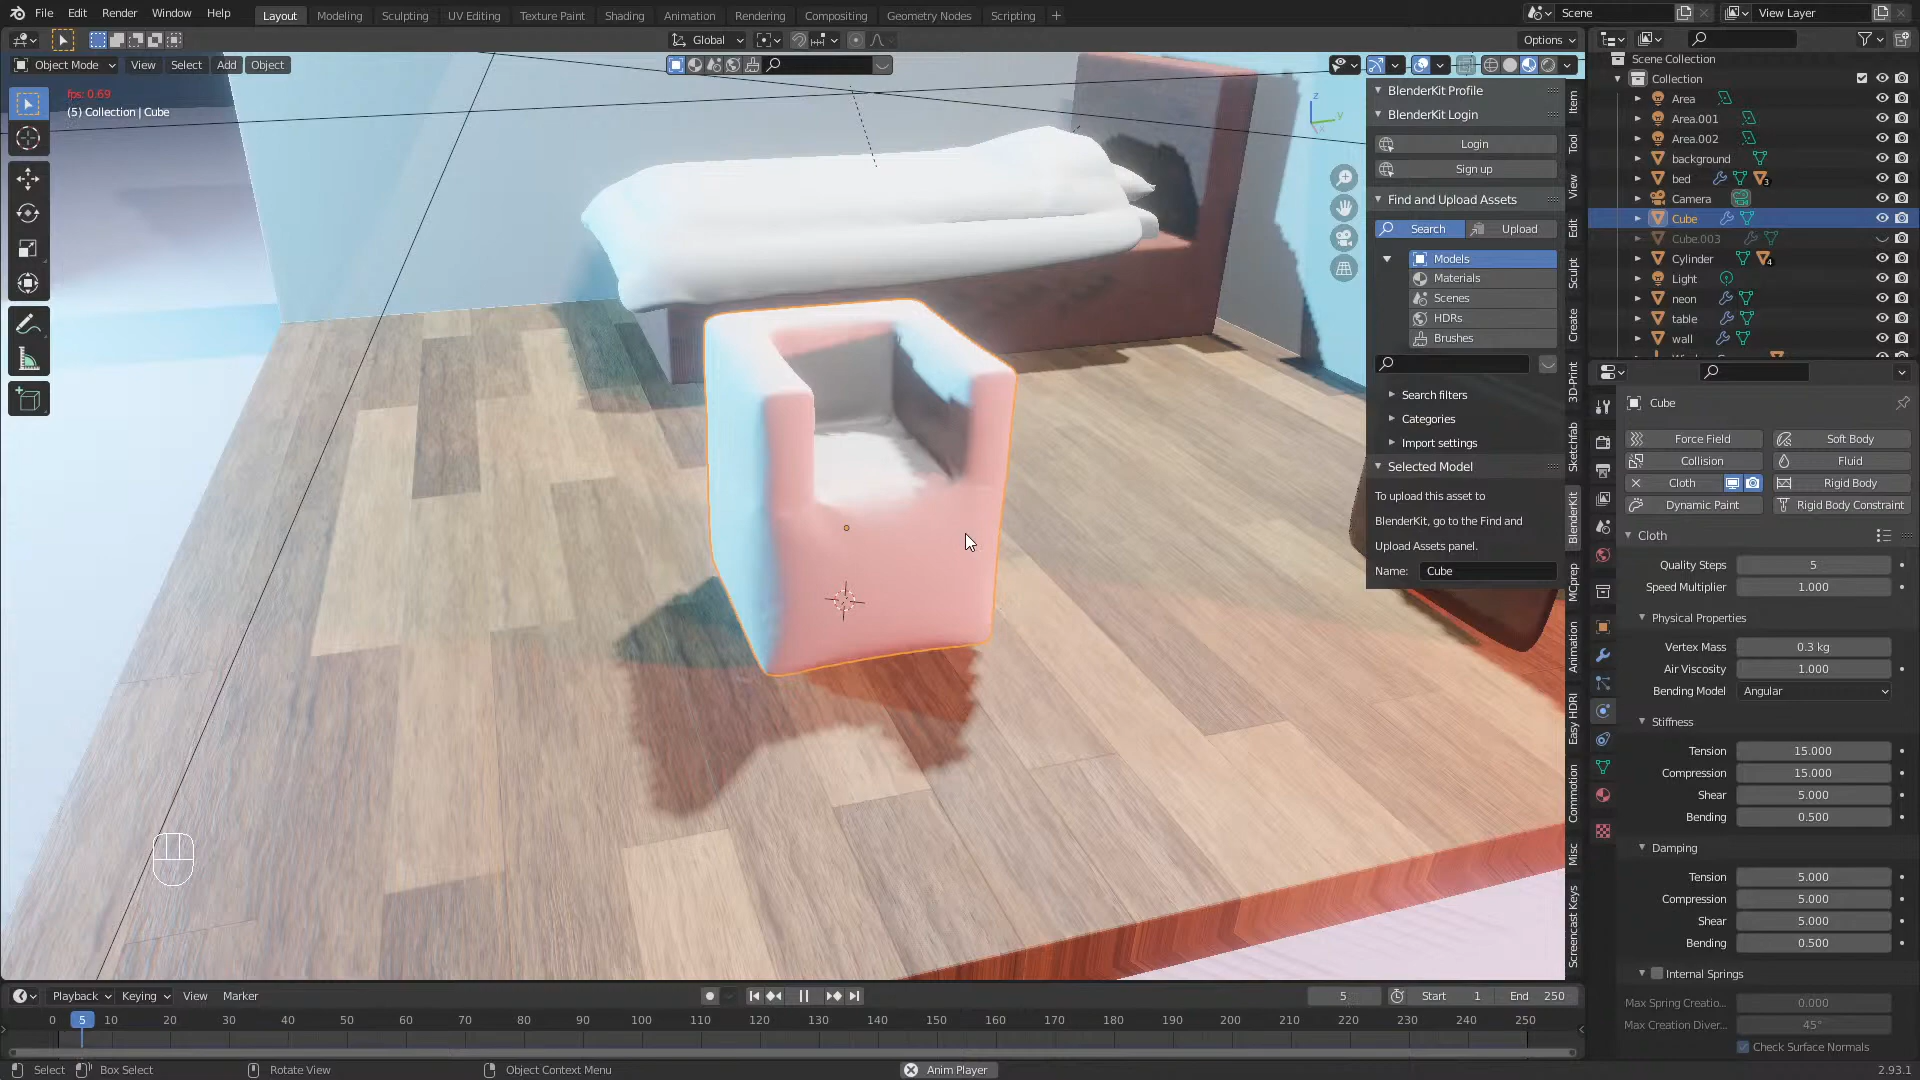 File Edit Render Window Help Layout Modeling Sculpting UV Editing Texture Paint Shading Animation Rendering Compositing Geometry Nodes Scripting + Scene View Layer
Global Options
Object Mode View Select Add Object
fps: 0.69
(5) Collection | Cube
Z
Y
BlenderKit Profile
BlenderKit Login
Login
Sign up
Find and Upload Assets
Search Upload
Models
Materials
Scenes
HDRs
Brushes
Search filters
Categories
Import settings
Selected Model
To upload this asset to
BlenderKit, go to the Find and
Upload Assets panel.
Name: Cube
Item
Tool
View
Edit
Sculpt
Create
3D-Print
Sketchfab
BlenderKit
MCprep
Animation
Easy HDRI
Commotion
Misc
Screencast Keys
Scene Collection
Collection
Area
Area.001
Area.002
background
bed 3
Camera
Cube
Cube.003
Cylinder 4
Light
neon
table
wall
Cube
Force Field Soft Body
Collision Fluid
Cloth Rigid Body
Dynamic Paint Rigid Body Constraint
Cloth
Quality Steps 5
Speed Multiplier 1.000
Physical Properties
Vertex Mass 0.3 kg
Air Viscosity 1.000
Bending Model Angular
Stiffness
Tension 15.000
Compression 15.000
Shear 5.000
Bending 0.500
Damping
Tension 5.000
Compression 5.000
Shear 5.000
Bending 0.500
Internal Springs
Max Spring Creatio... 0.000
Max Creation Diver... 45°
Check Surface Normals
Playback Keying View Marker 5 Start 1 End 250
0 5 10 20 30 40 50 60 70 80 90 100 110 120 130 140 150 160 170 180 190 200 210 220 230 240 250
Select Box Select Rotate View Object Context Menu Anim Player 2.93.1